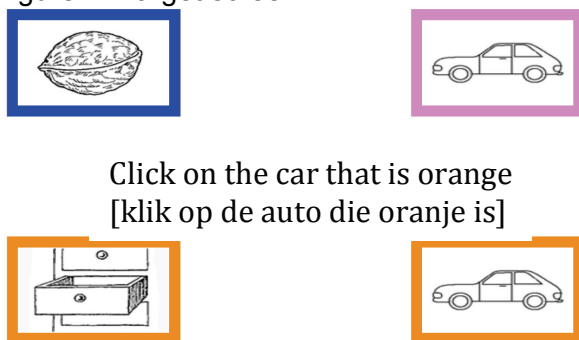 Click on the car that is orange
[klik op de auto die oranje is]